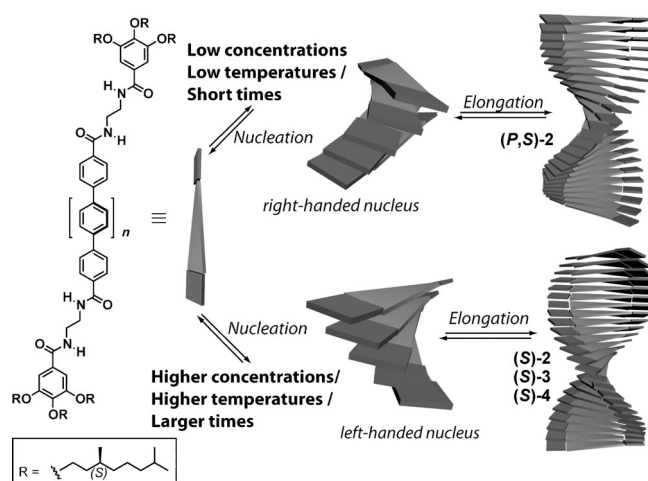 RO OR OR
N-H O
O N-H
[ ] n
≡
O H-N
N-H O
RO OR OR
R = (S)
Low concentrations
Low temperatures /
Short times
Nucleation
right-handed nucleus
Elongation
(P,S)-2
Nucleation
Higher concentrations/
Higher temperatures /
Larger times
left-handed nucleus
Elongation
(S)-2
(S)-3
(S)-4